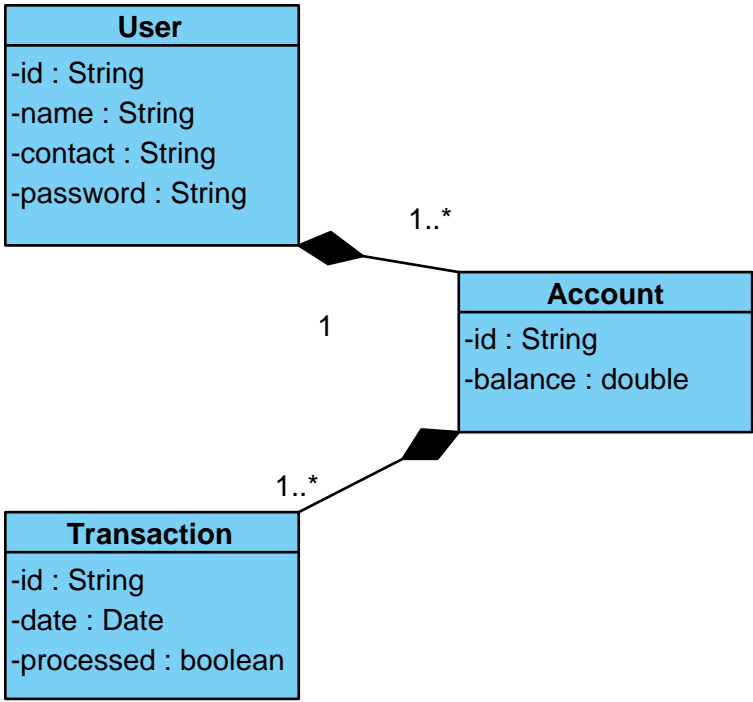 User
-id : String
-name : String
-contact : String
-password : String
1..*
Account
-id : String
-balance : double
1
1..*
Transaction
-id : String
-date : Date
-processed : boolean